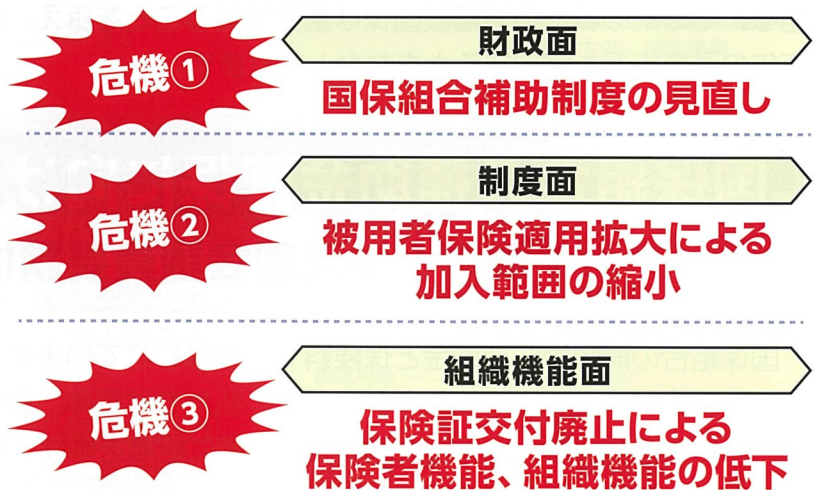 危機①
財政面
国保組合補助制度の見直し
危機②
制度面
被用者保険適用拡大による
加入範囲の縮小
危機③
組織機能面
保険証交付廃止による
保険者機能、組織機能の低下